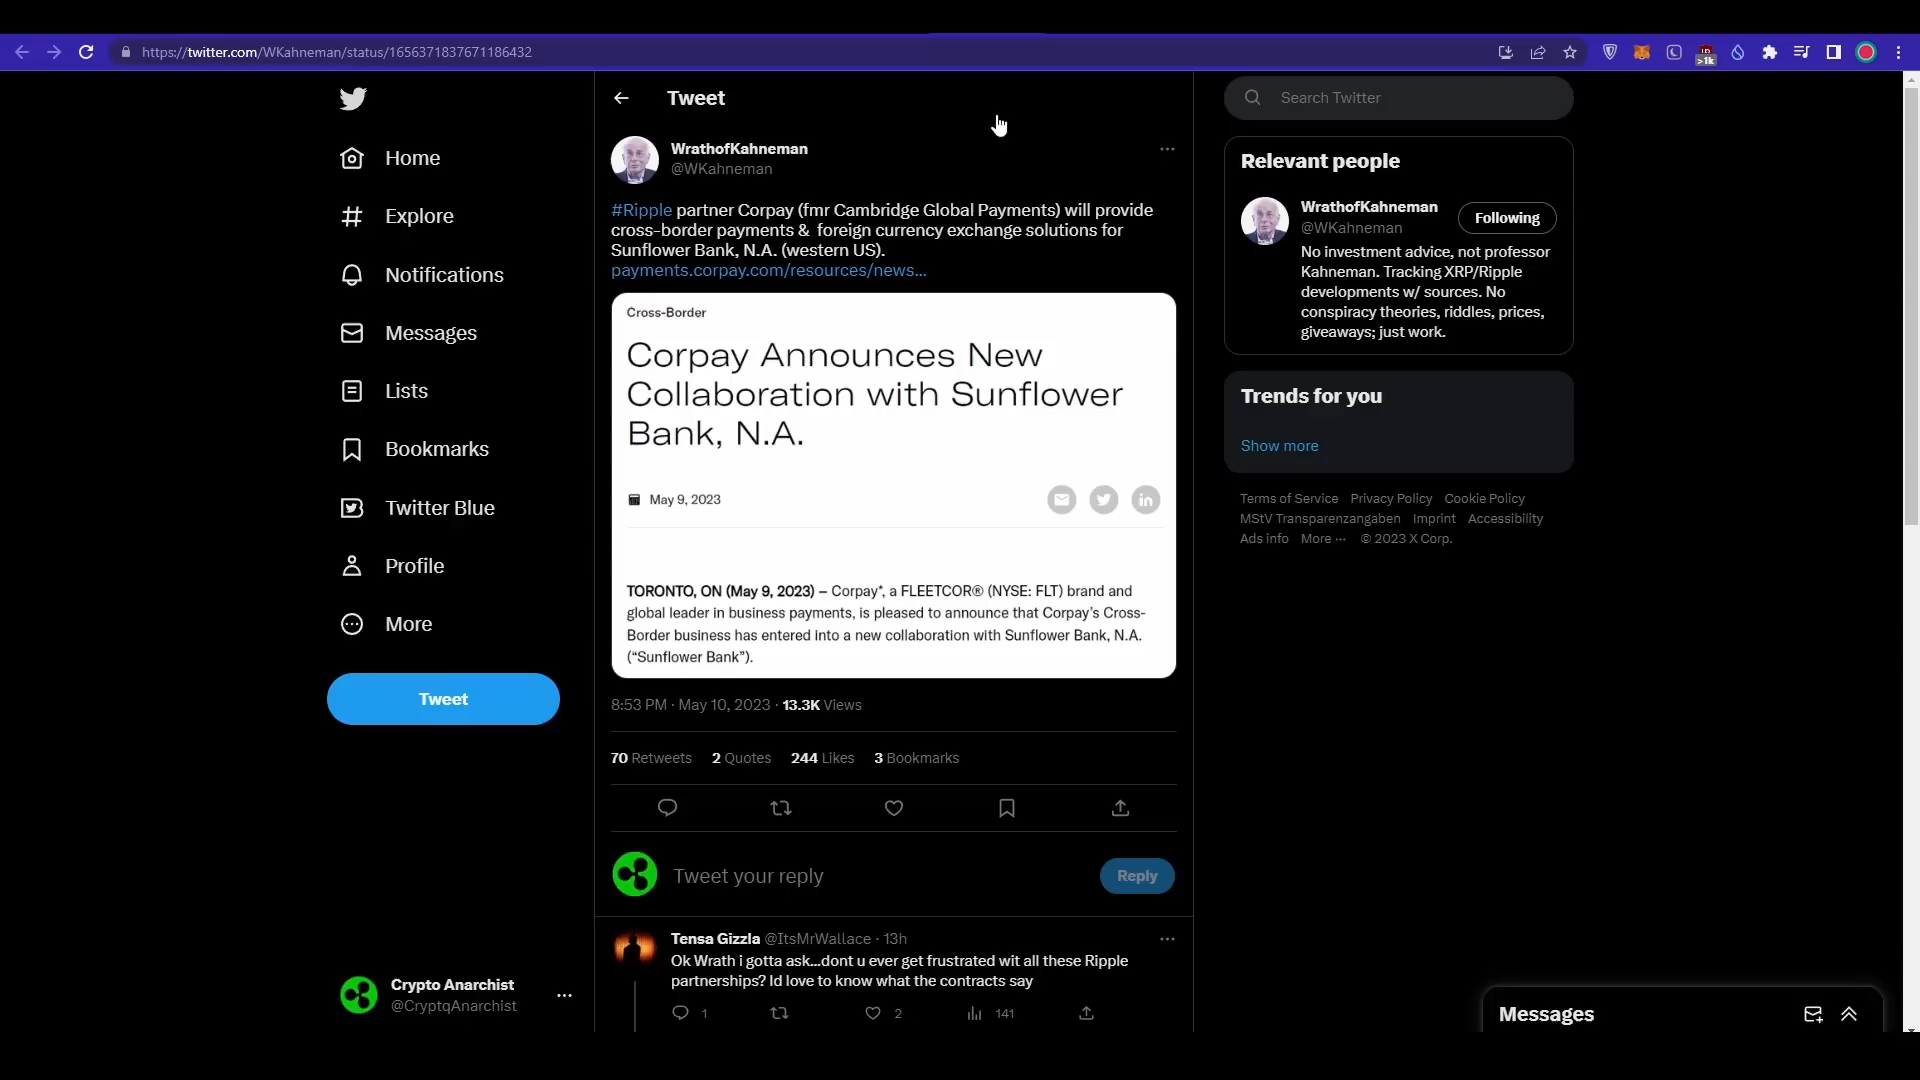 https://twitter.com/WKahneman/status/1656371837671186432
>1k
Home
Explore
Notifications
Messages
Lists
Bookmarks
Twitter Blue
Profile
More
Tweet
Crypto Anarchist
@CryptqAnarchist
Tweet
WrathofKahneman
@WKahneman
#Ripple partner Corpay (fmr Cambridge Global Payments) will provide
cross-border payments & foreign currency exchange solutions for
Sunflower Bank, N.A. (western US).
payments.corpay.com/resources/news...
Cross-Border
Corpay Announces New
Collaboration with Sunflower
Bank, N.A.
May 9, 2023
TORONTO, ON (May 9, 2023) – Corpay*, a FLEETCOR® (NYSE: FLT) brand and
global leader in business payments, is pleased to announce that Corpay's Cross-
Border business has entered into a new collaboration with Sunflower Bank, N.A.
(“Sunflower Bank”).
8:53 PM · May 10, 2023 · 13.3K Views
70 Retweets 2 Quotes 244 Likes 3 Bookmarks
Tweet your reply
Reply
Tensa Gizzla @ItsMrWallace · 13h
Ok Wrath i gotta ask...dont u ever get frustrated wit all these Ripple
partnerships? Id love to know what the contracts say
1 2 141
Search Twitter
Relevant people
WrathofKahneman
@WKahneman
Following
No investment advice, not professor
Kahneman. Tracking XRP/Ripple
developments w/ sources. No
conspiracy theories, riddles, prices,
giveaways; just work.
Trends for you
Show more
Terms of Service Privacy Policy Cookie Policy
MStV Transparenzangaben Imprint Accessibility
Ads info More ··· © 2023 X Corp.
Messages